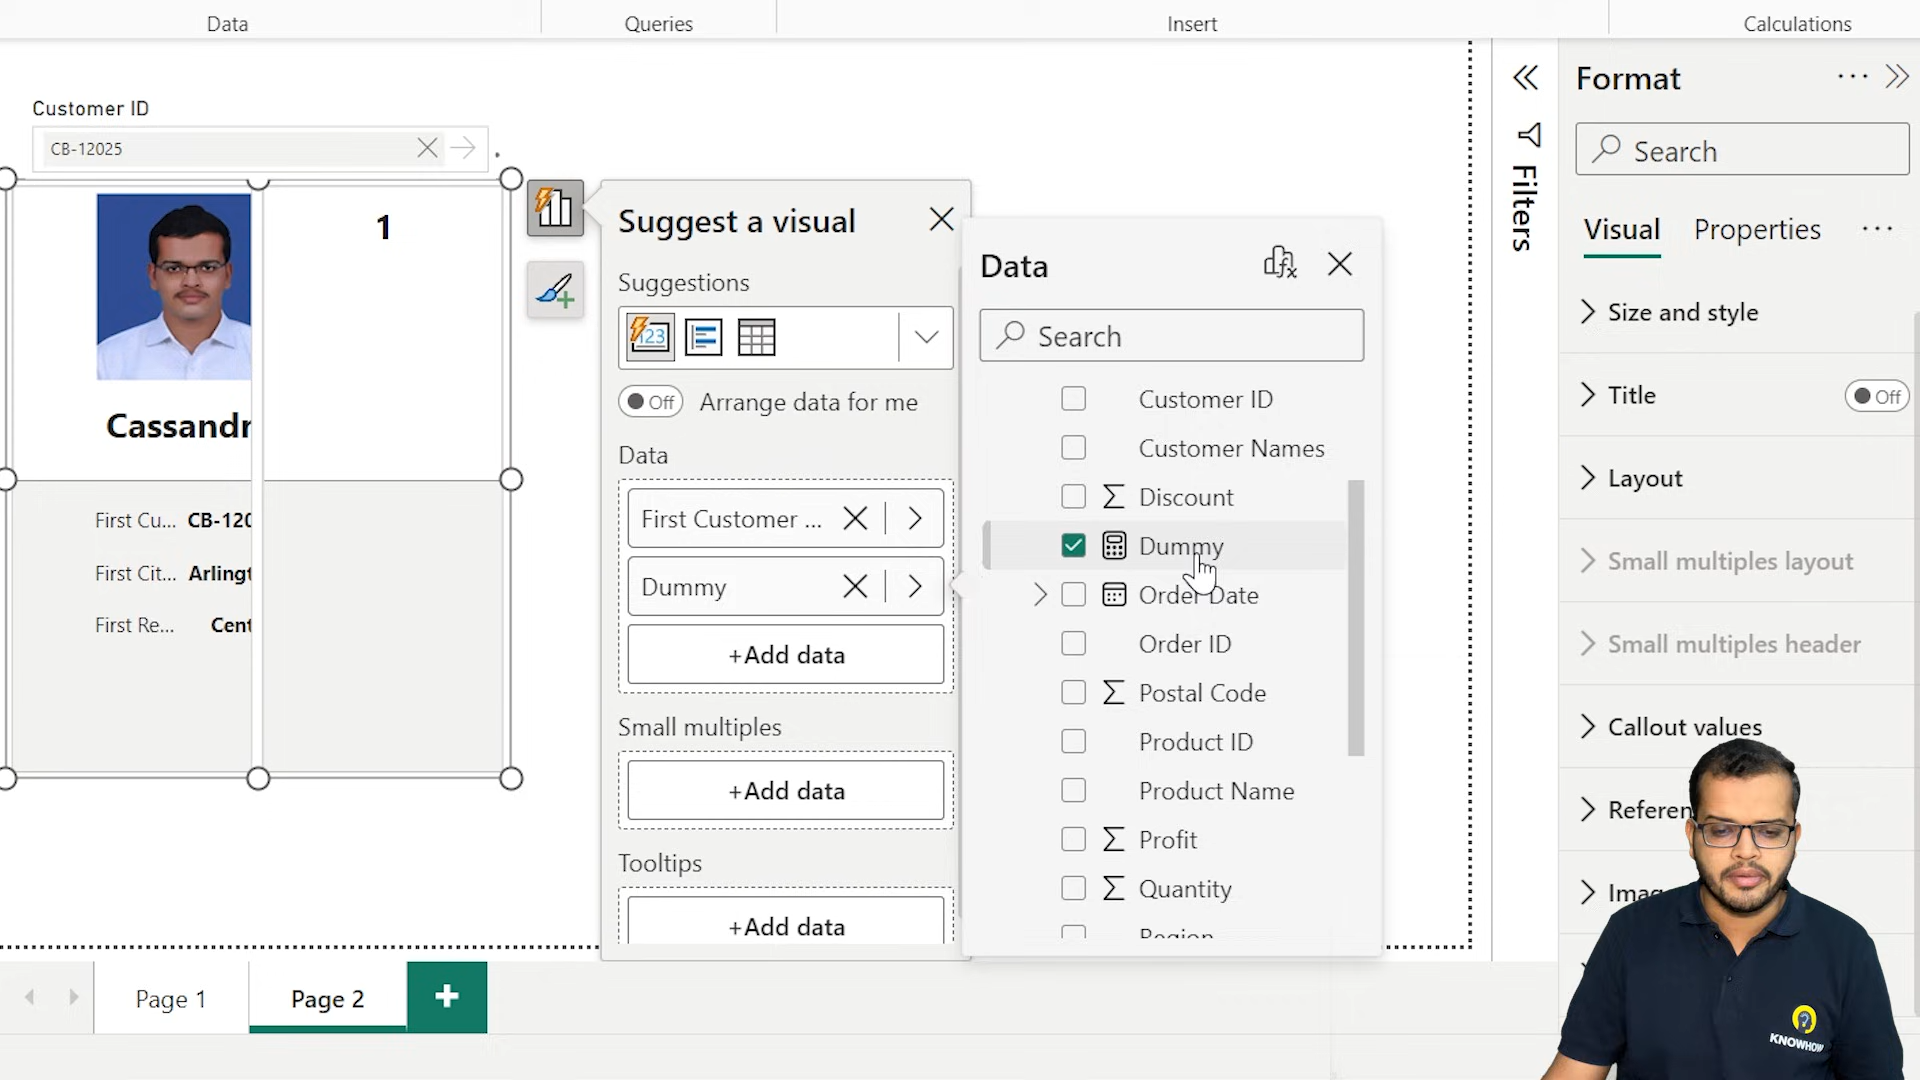 Data
Queries
Insert
Calculations
Customer ID
CB-12025
1
Cassandr
First Cu... CB-120
First Cit... Arlingt
First Re... Cent
Suggest a visual
Suggestions
123
Off Arrange data for me
Data
First Customer ...
Dummy
+Add data
Small multiples
+Add data
Tooltips
+Add data
Data
Search
Customer ID
Customer Names
Σ Discount
Dummy
Order Date
Order ID
Σ Postal Code
Product ID
Product Name
Σ Profit
Σ Quantity
Region
Filters
Format
Search
Visual Properties
Size and style
Title Off
Layout
Small multiples layout
Small multiples header
Callout values
Referen
Imag
KNOWHOW
Page 1
Page 2